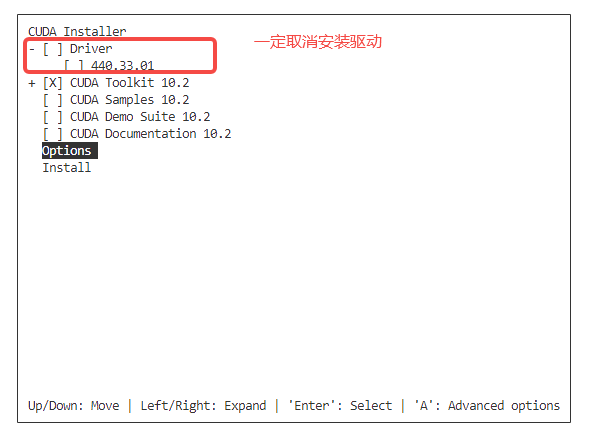 CUDA Installer
一定取消安装驱动
- [ ] Driver
[ ] 440.33.01
+ [X] CUDA Toolkit 10.2
[ ] CUDA Samples 10.2
[ ] CUDA Demo Suite 10.2
[ ] CUDA Documentation 10.2
Options
Install
Up/Down: Move | Left/Right: Expand | 'Enter': Select | 'A': Advanced options